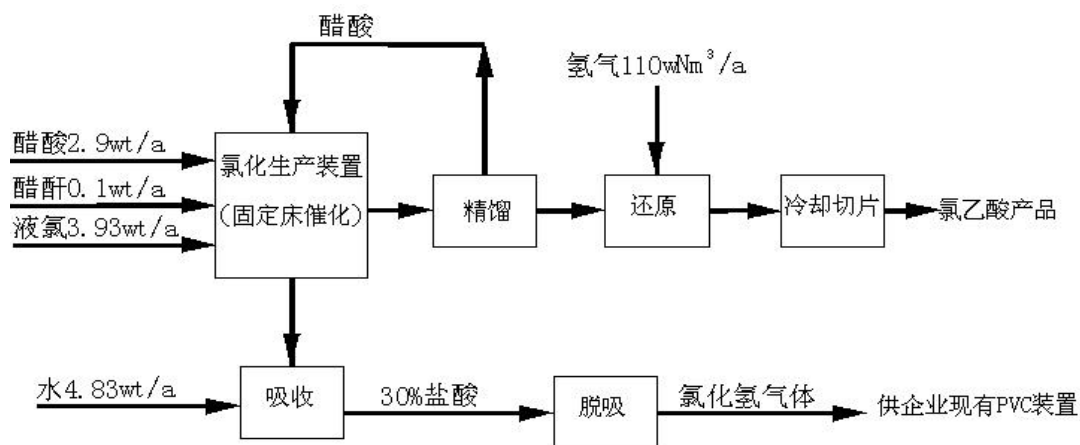 醋酸
氢气110wNm³/a
醋酸2.9wt/a
醋酐0.1wt/a
液氯3.93wt/a
氯化生产装置
(固定床催化)
精馏
还原
冷却切片
氯乙酸产品
水4.83wt/a
吸收
30%盐酸
脱吸
氯化氢气体
供企业现有PVC装置